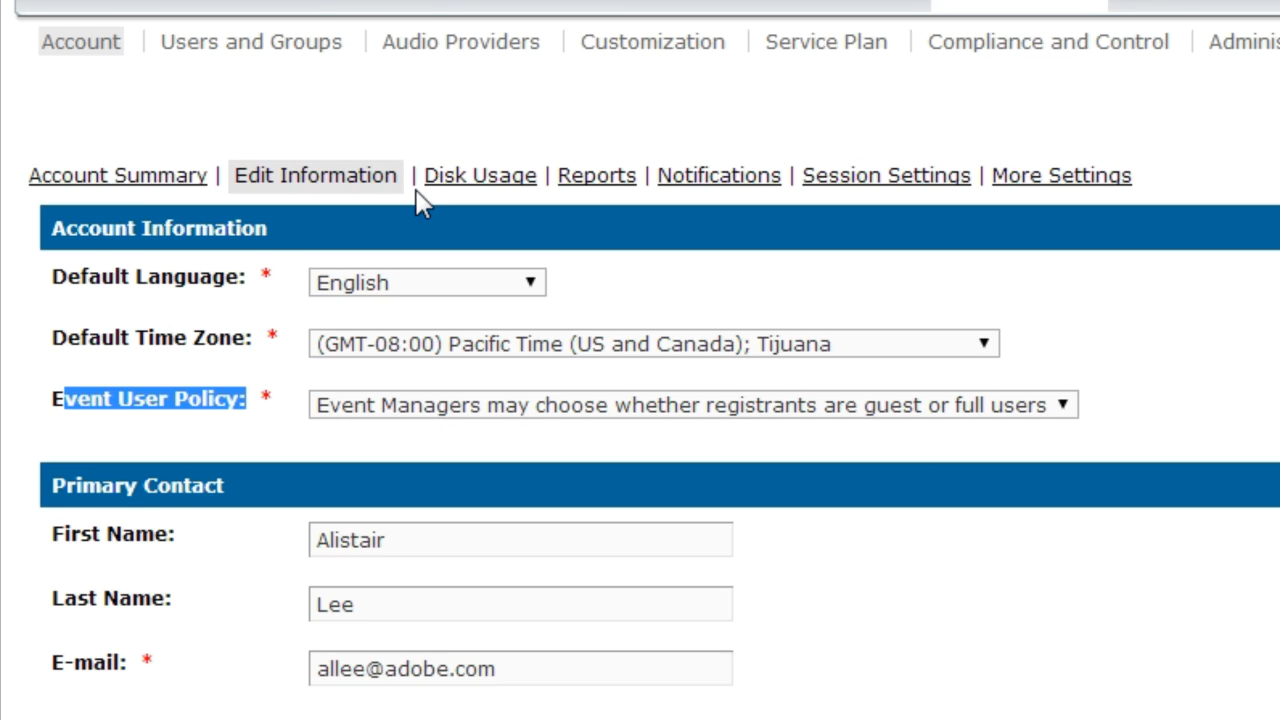 Account | Users and Groups | Audio Providers | Customization | Service Plan | Compliance and Control | Adminis
Account Summary | Edit Information | Disk Usage | Reports | Notifications | Session Settings | More Settings
Account Information
Default Language: * English
Default Time Zone: * (GMT-08:00) Pacific Time (US and Canada); Tijuana
Event User Policy: * Event Managers may choose whether registrants are guest or full users
Primary Contact
First Name: Alistair
Last Name: Lee
E-mail: * allee@adobe.com